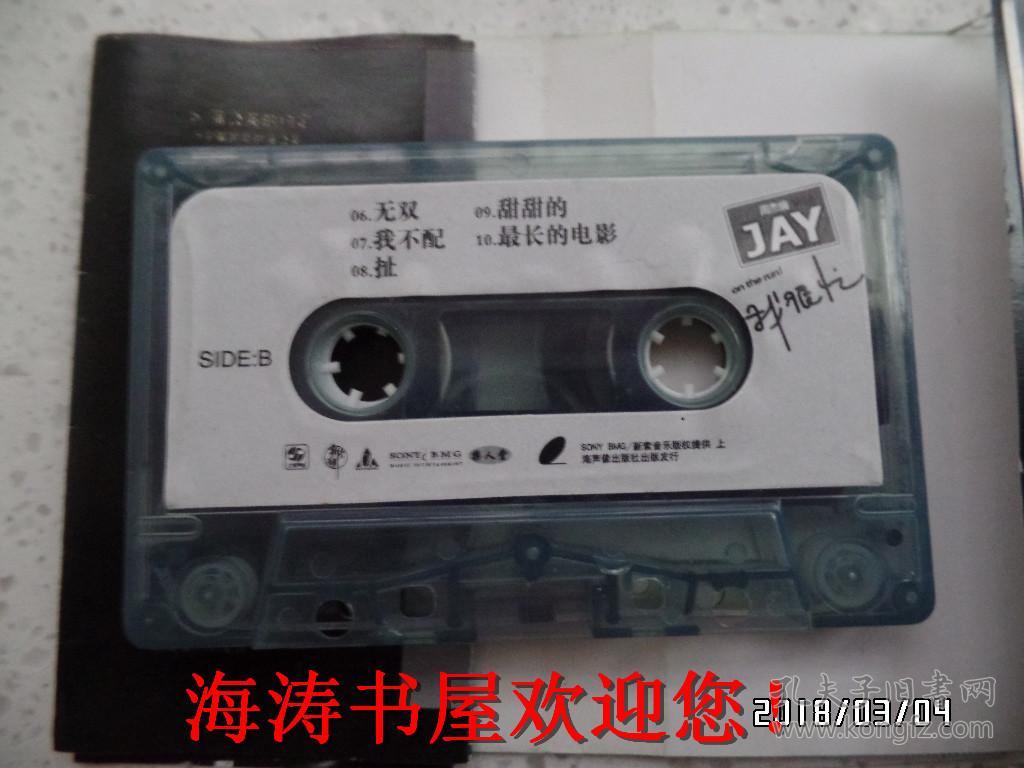 06.无双
07.我不配
08.扯
09.甜甜的
10.最长的电影
JAY
on the run!
我很忙
SIDE:B
SONY BMG
MUSIC ENTERTAINMENT
SONY BMG/新索音乐版权提供 上
海声像出版社出版发行
海涛书屋欢迎您！
孔夫子旧书网
2018/03/04
www.kongfz.com